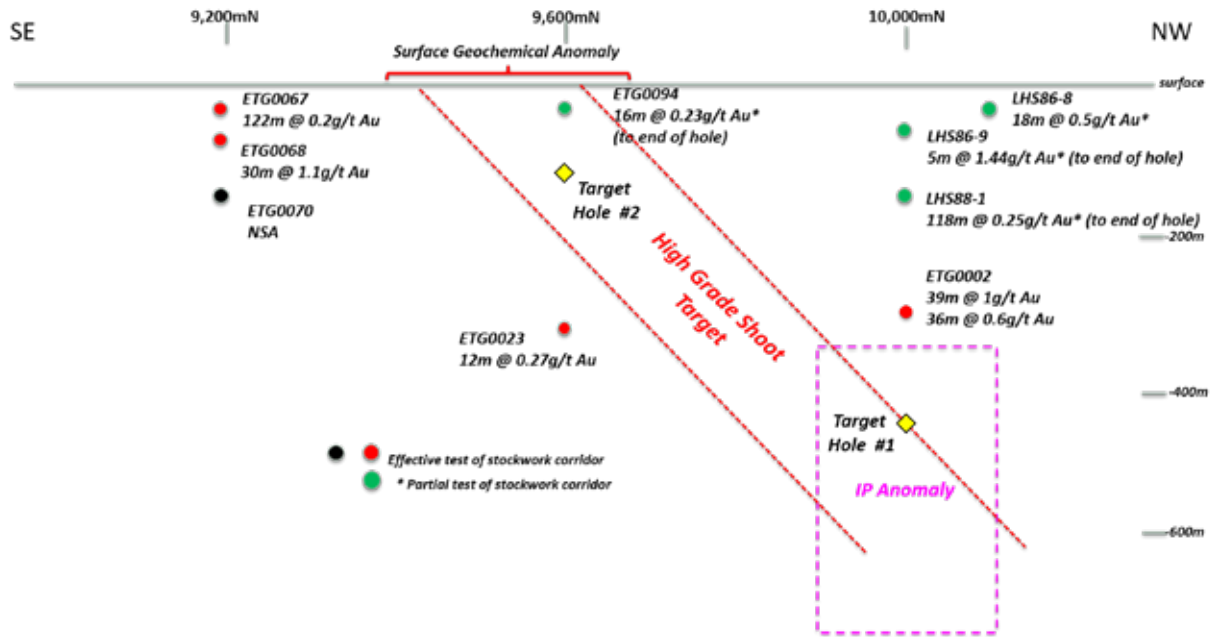 9,200mN
9,600mN
10,000mN
SE
NW
Surface Geochemical Anomaly
surface
ETG0067
122m @ 0.2g/t Au
ETG0068
30m @ 1.1g/t Au
ETG0070
NSA
ETG0094
16m @ 0.23g/t Au*
(to end of hole)
LHS86-8
18m @ 0.5g/t Au*
LHS86-9
5m @ 1.44g/t Au* (to end of hole)
LHS88-1
118m @ 0.25g/t Au* (to end of hole)
-200m
Target
Hole #2
High Grade Shoot
Target
ETG0002
39m @ 1g/t Au
36m @ 0.6g/t Au
ETG0023
12m @ 0.27g/t Au
-400m
Target
Hole #1
Effective test of stockwork corridor
* Partial test of stockwork corridor
IP Anomaly
-600m